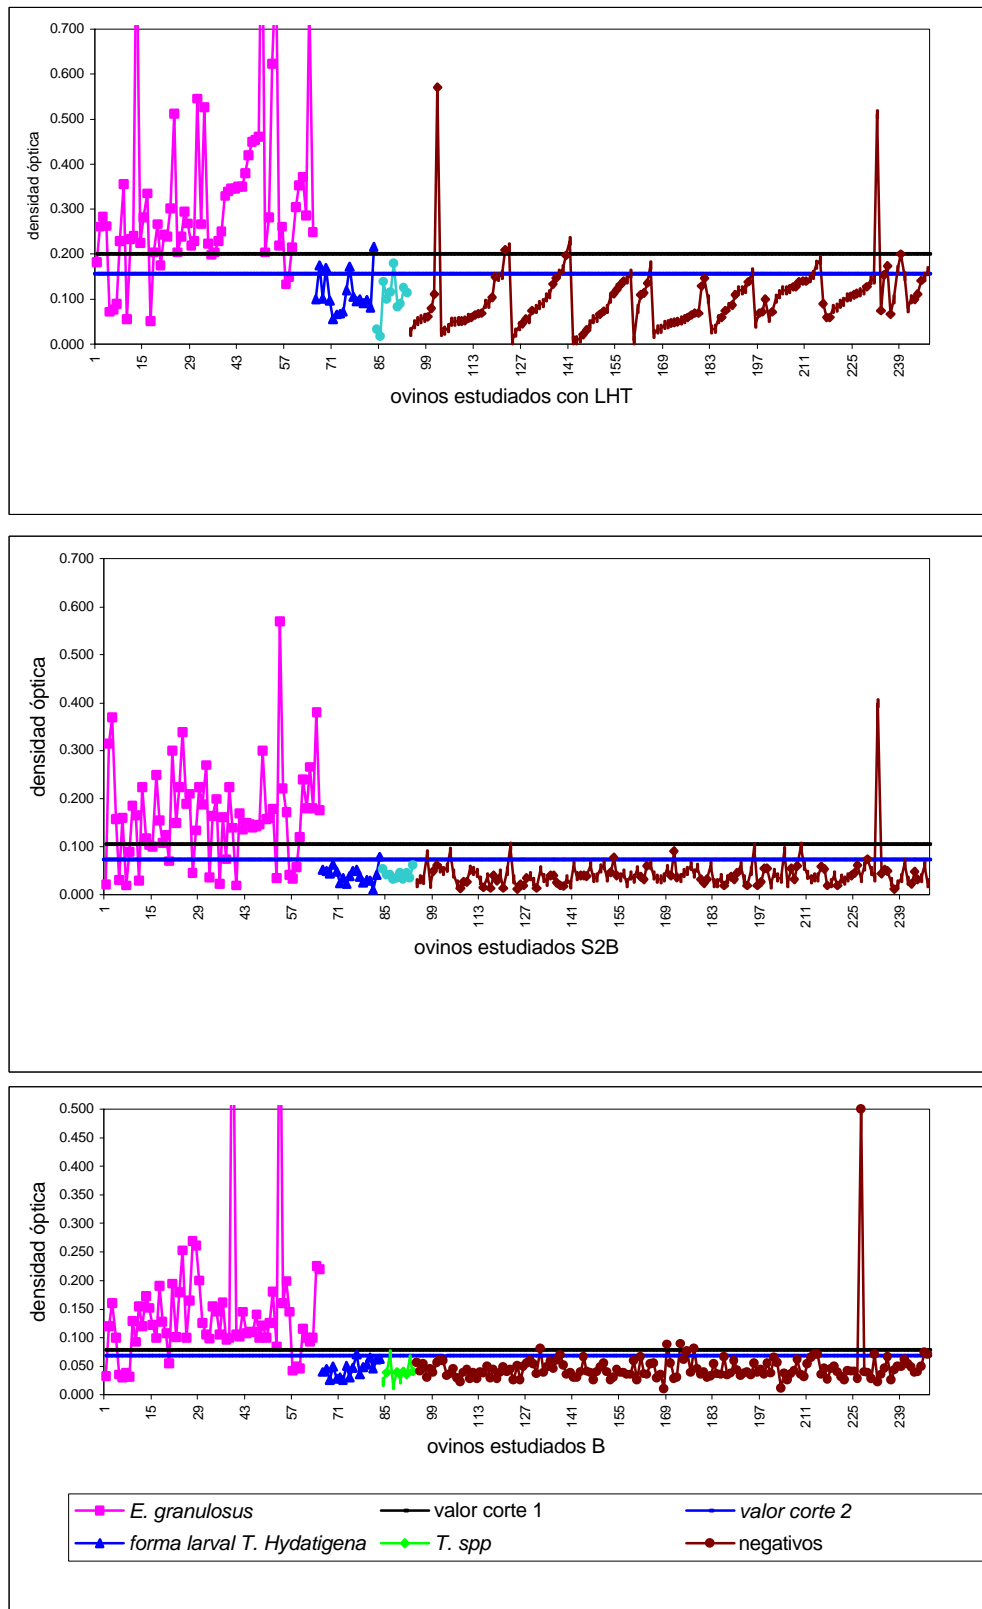 0.700
0.600
0.500
0.400
0.300
0.200
0.100
0.000
densidad óptica
1 15 29 43 57 71 85 99 113 127 141 155 169 183 197 211 225 239
ovinos estudiados con LHT
0.700
0.600
0.500
0.400
0.300
0.200
0.100
0.000
densidad óptica
1 15 29 43 57 71 85 99 113 127 141 155 169 183 197 211 225 239
ovinos estudiados S2B
0.500
0.450
0.400
0.350
0.300
0.250
0.200
0.150
0.100
0.050
0.000
densidad óptica
1 15 29 43 57 71 85 99 113 127 141 155 169 183 197 211 225 239
ovinos estudiados B
E. granulosus valor corte 1 valor corte 2
forma larval T. Hydatigena T. spp negativos